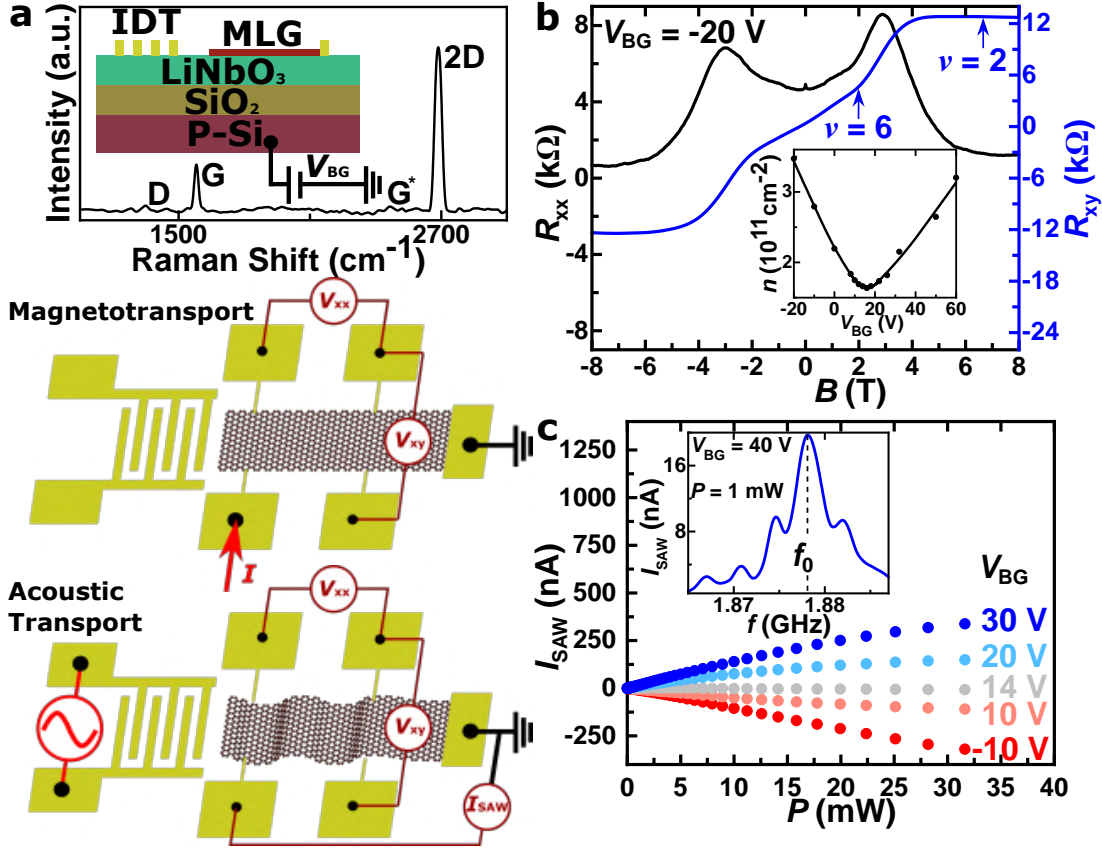 a
Intensity (a.u.)
IDT
MLG
LiNbO₃
SiO₂
P-Si
V_BG
D
G
G*
2D
1500
2700
Raman Shift (cm⁻¹)
Magnetotransport
V_xx
V_xy
I
Acoustic
Transport
V_xx
V_xy
I_SAW
b
V_BG = -20 V
R_xx (kΩ)
8
4
0
-4
-8
ν = 2
ν = 6
12
6
0
-6
-12
-18
-24
R_xy (kΩ)
n (10¹¹cm⁻²)
3
2
-20 0 20 40 60
V_BG (V)
-8 -6 -4 -2 0 2 4 6 8
B (T)
c
I_SAW (nA)
1250
1000
750
500
250
0
-250
V_BG = 40 V
P = 1 mW
I_SAW (nA)
16
8
f₀
1.87 1.88
f (GHz)
V_BG
30 V
20 V
14 V
10 V
-10 V
0 5 10 15 20 25 30 35 40
P (mW)